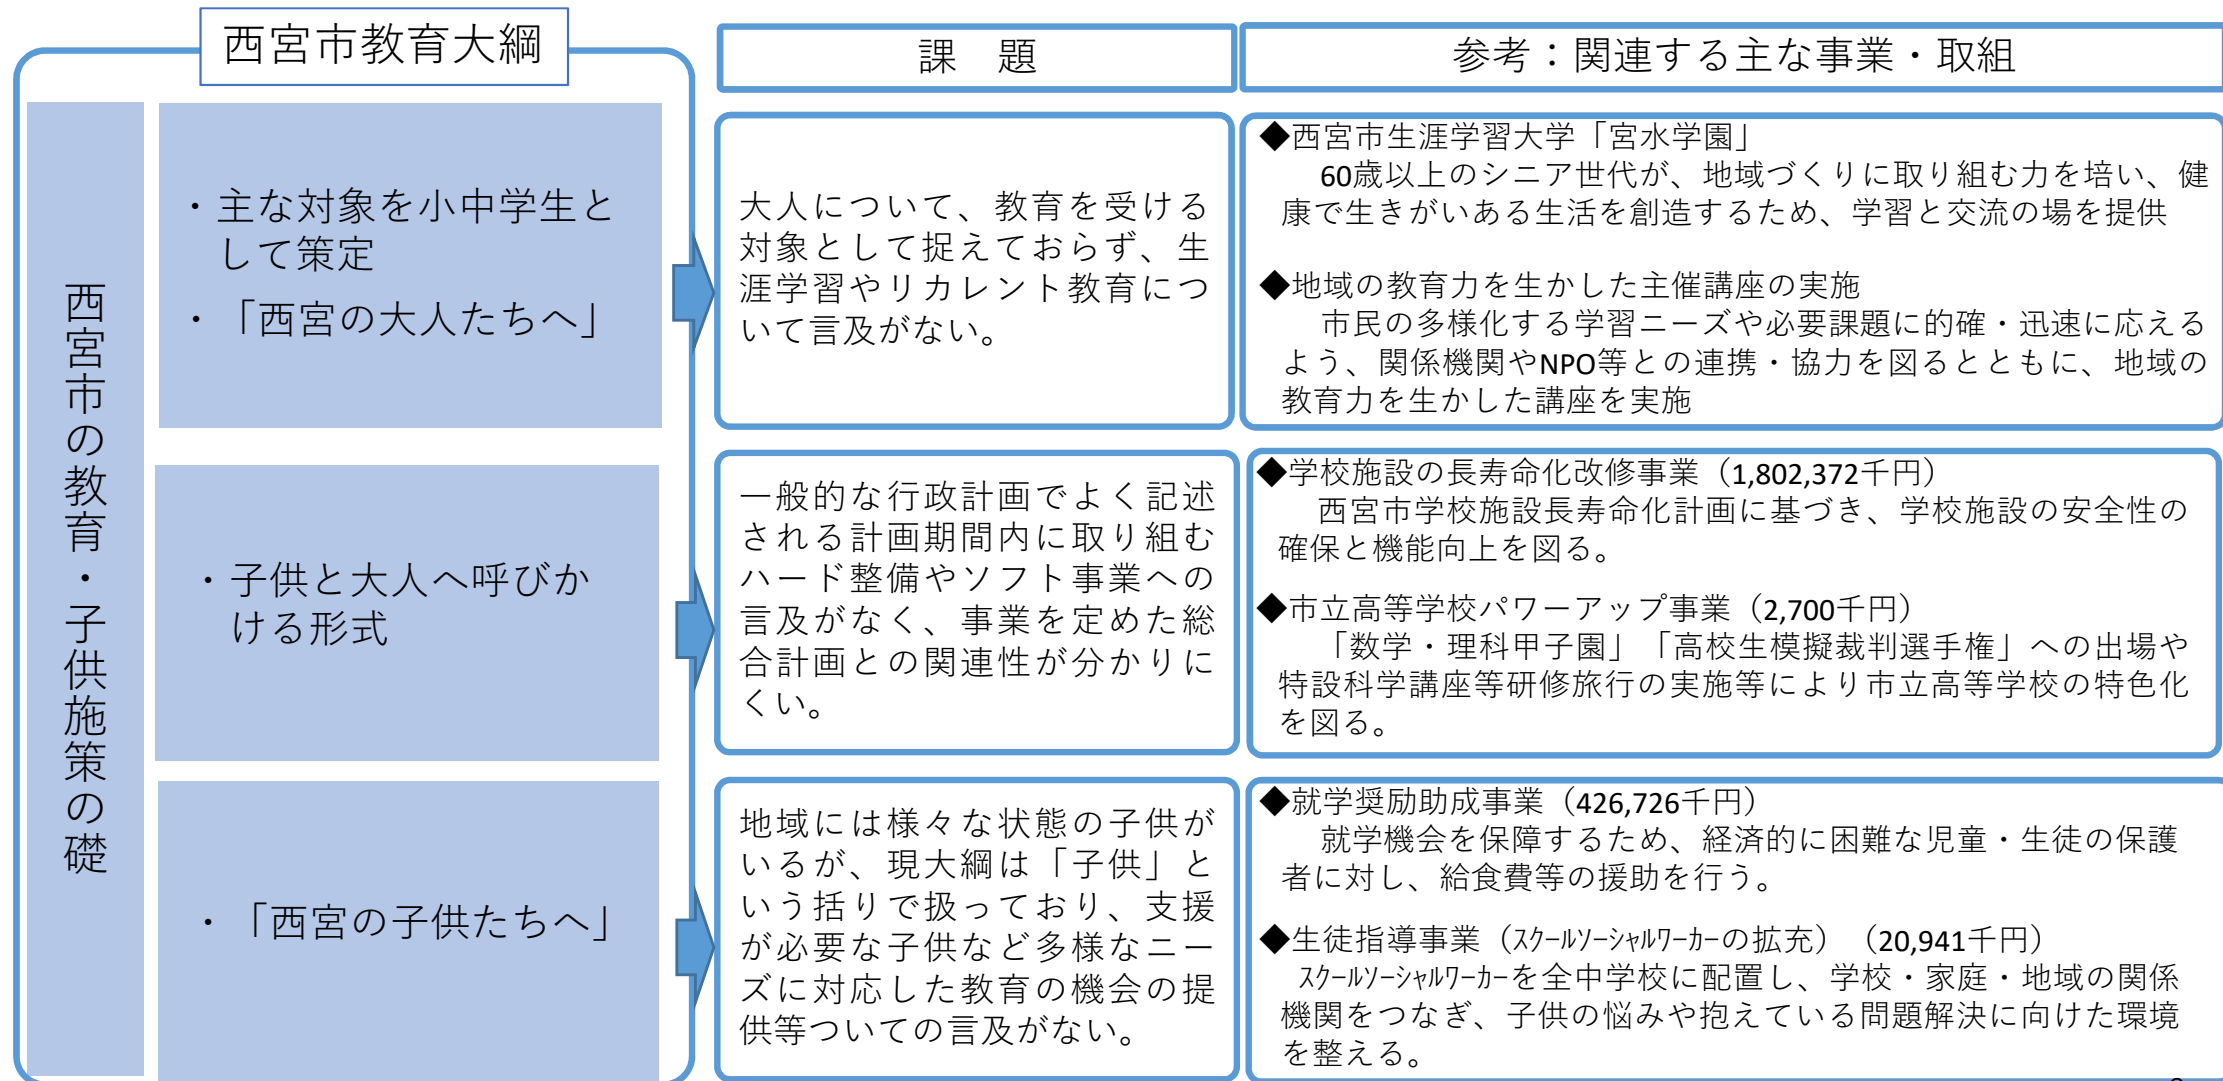 西宮市教育大綱
課　題
参考：関連する主な事業・取組
西宮市の教育・子供施策の礎
・主な対象を小中学生と
して策定
・「西宮の大人たちへ」
大人について、教育を受ける
対象として捉えておらず、生
涯学習やリカレント教育につ
いて言及がない。
◆西宮市生涯学習大学「宮水学園」
60歳以上のシニア世代が、地域づくりに取り組む力を培い、健
康で生きがいある生活を創造するため、学習と交流の場を提供
◆地域の教育力を生かした主催講座の実施
市民の多様化する学習ニーズや必要課題に的確・迅速に応える
よう、関係機関やNPO等との連携・協力を図るとともに、地域の
教育力を生かした講座を実施
・子供と大人へ呼びか
ける形式
一般的な行政計画でよく記述
される計画期間内に取り組む
ハード整備やソフト事業への
言及がなく、事業を定めた総
合計画との関連性が分かりに
くい。
◆学校施設の長寿命化改修事業（1,802,372千円）
西宮市学校施設長寿命化計画に基づき、学校施設の安全性の
確保と機能向上を図る。
◆市立高等学校パワーアップ事業（2,700千円）
「数学・理科甲子園」「高校生模擬裁判選手権」への出場や
特設科学講座等研修旅行の実施等により市立高等学校の特色化
を図る。
・「西宮の子供たちへ」
地域には様々な状態の子供が
いるが、現大綱は「子供」と
いう括りで扱っており、支援
が必要な子供など多様なニー
ズに対応した教育の機会の提
供等ついての言及がない。
◆就学奨励助成事業（426,726千円）
就学機会を保障するため、経済的に困難な児童・生徒の保護
者に対し、給食費等の援助を行う。
◆生徒指導事業（ｽｸｰﾙｿｰｼｬﾙﾜｰｶｰの拡充）（20,941千円）
ｽｸｰﾙｿｰｼｬﾙﾜｰｶｰを全中学校に配置し、学校・家庭・地域の関係
機関をつなぎ、子供の悩みや抱えている問題解決に向けた環境
を整える。